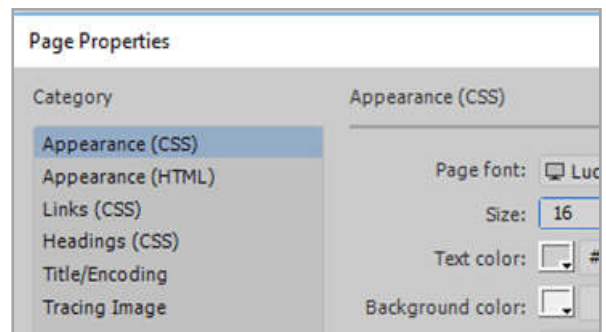 Page Properties
Category
Appearance (CSS)
Appearance (HTML)
Links (CSS)
Headings (CSS)
Title/Encoding
Tracing Image
Appearance (CSS)
Page font: Luc
Size: 16
Text color: #
Background color: